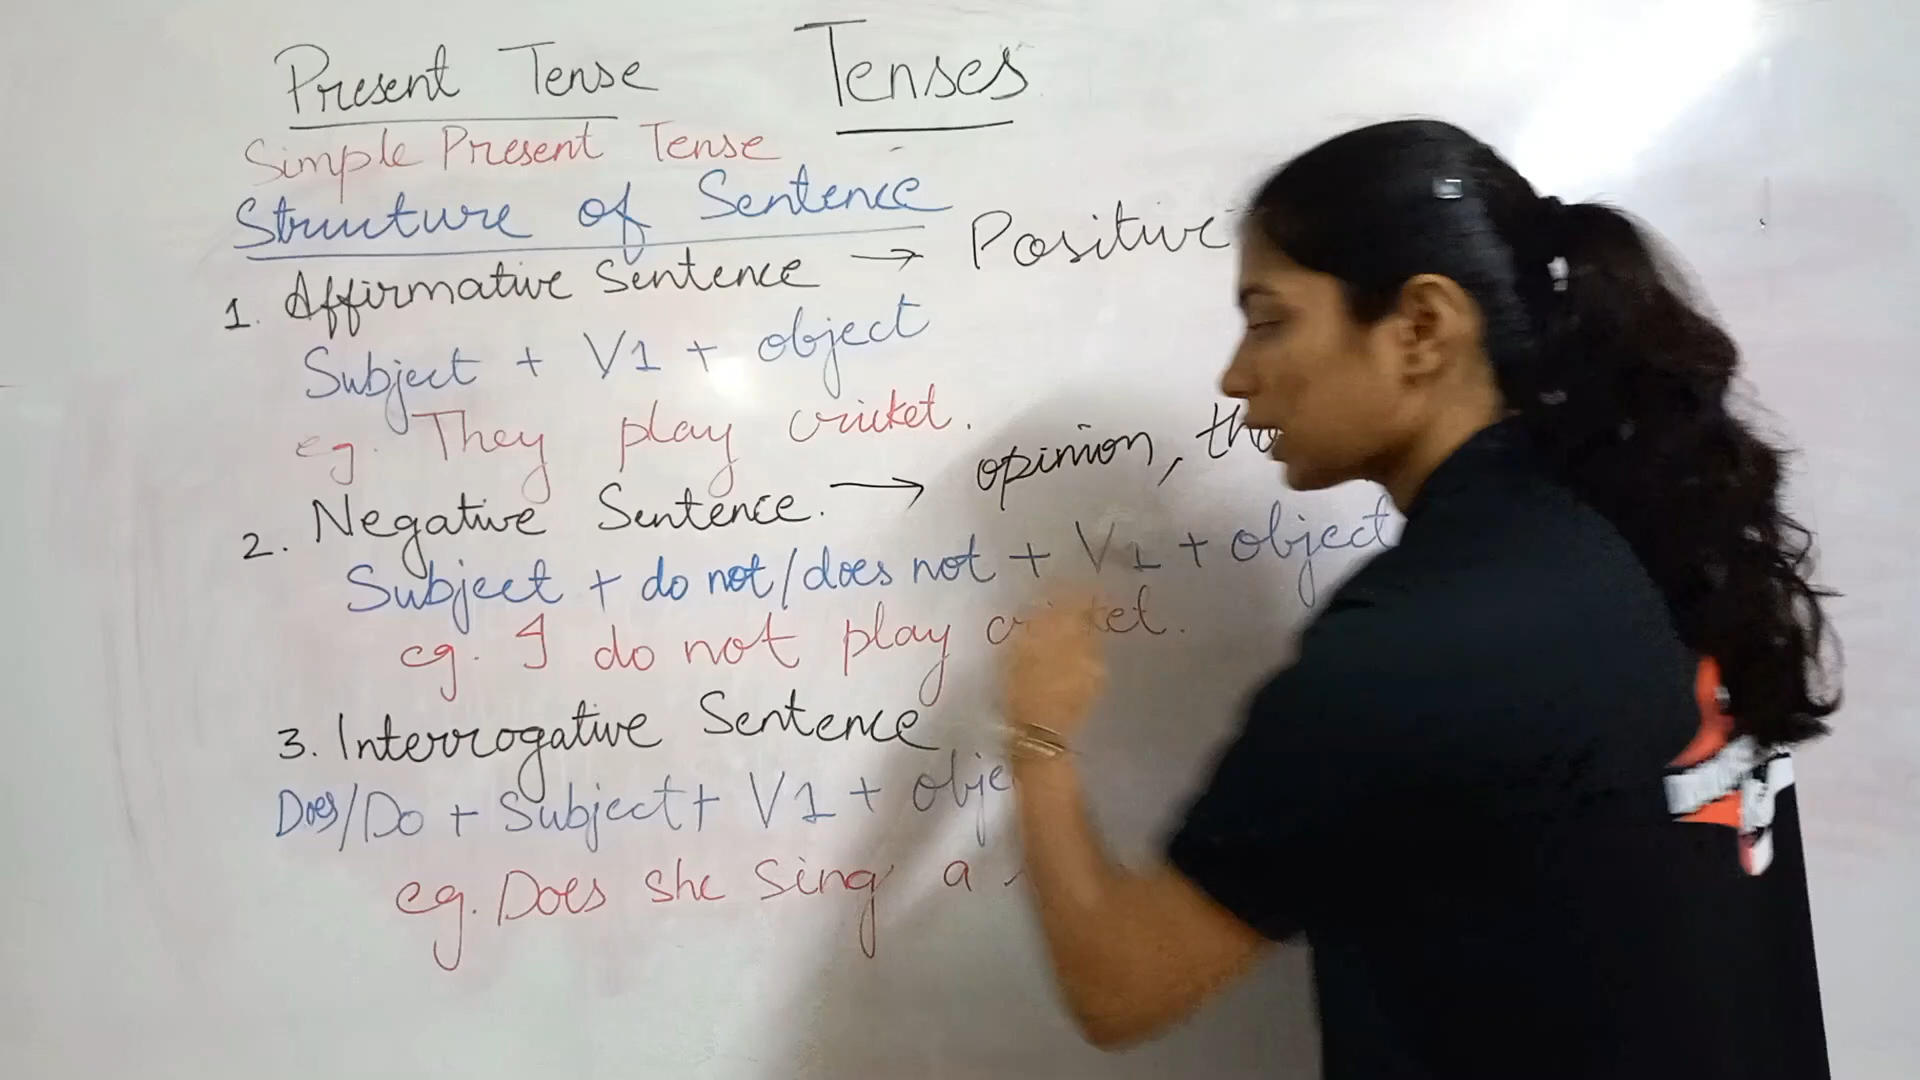 Present Tense Tenses
Simple Present Tense
Structure of Sentence
1. Affirmative Sentence → Positive
Subject + V1 + object
eg. They play cricket.
2. Negative Sentence. → opinion,
Subject + do not/does not + V1 + object
eg. I do not play
3. Interrogative Sentence
Does/Do + Subject + V1 +
eg. Does she sing a